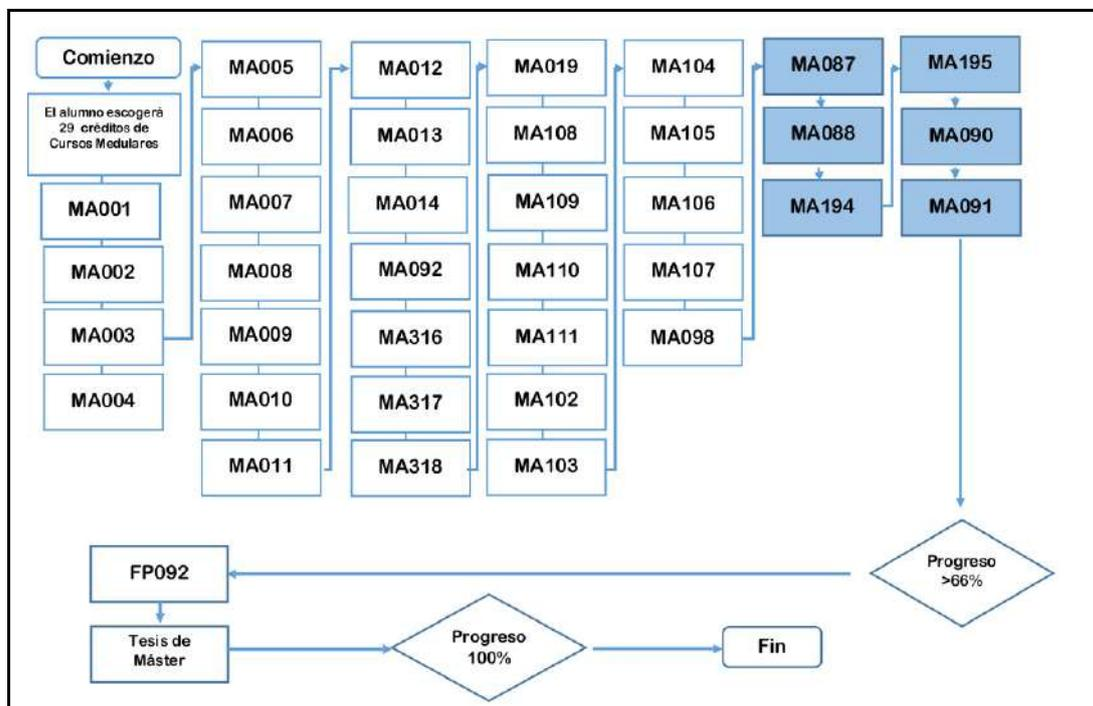 Comienzo
El alumno escogerá
29 créditos de
Cursos Medulares
MA001
MA002
MA003
MA004
MA005
MA006
MA007
MA008
MA009
MA010
MA011
MA012
MA013
MA014
MA092
MA316
MA317
MA318
MA019
MA108
MA109
MA110
MA111
MA102
MA103
MA104
MA105
MA106
MA107
MA098
MA087
MA088
MA194
MA195
MA090
MA091
Progreso
>66%
FP092
Tesis de
Máster
Progreso
100%
Fin